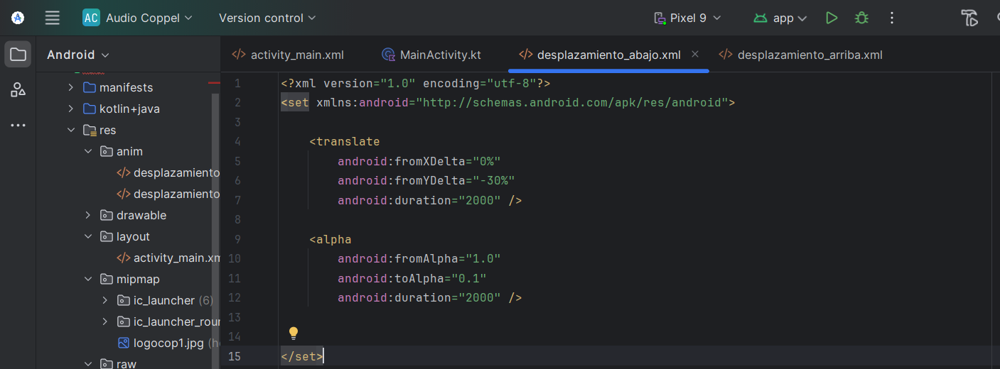 AC Audio Coppel Version control Pixel 9 app
Android
activity_main.xml MainActivity.kt desplazamiento_abajo.xml desplazamiento_arriba.xml
manifests
kotlin+java
res
anim
desplazamiento
desplazamiento
drawable
layout
activity_main.xm
mipmap
ic_launcher (6)
ic_launcher_roun
logocop1.jpg (h
raw
1 <?xml version="1.0" encoding="utf-8"?>
2 <set xmlns:android="http://schemas.android.com/apk/res/android">
3
4 <translate
5 android:fromXDelta="0%"
6 android:fromYDelta="-30%"
7 android:duration="2000" />
8
9 <alpha
10 android:fromAlpha="1.0"
11 android:toAlpha="0.1"
12 android:duration="2000" />
13
14
15 </set>